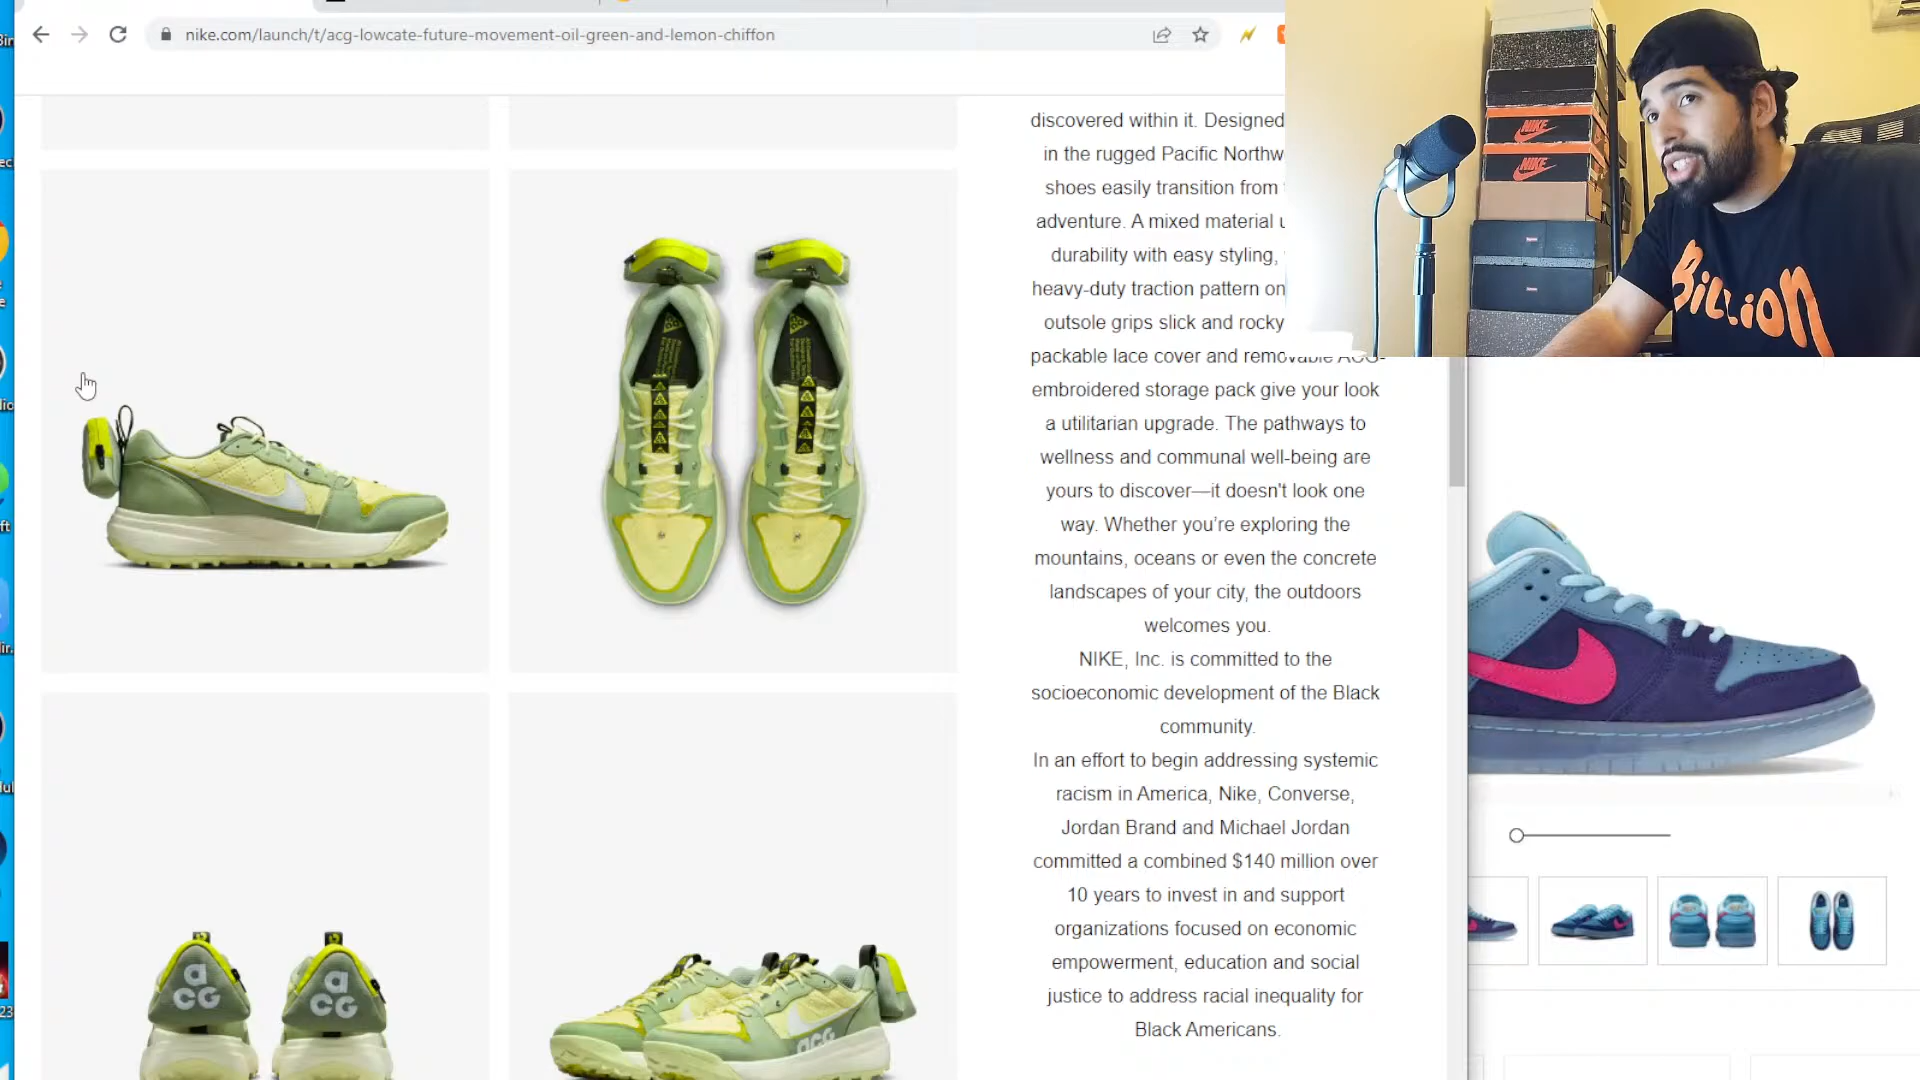 nike.com/launch/t/acg-lowcate-future-movement-oil-green-and-lemon-chiffon
discovered within it. Designed
in the rugged Pacific Northw
shoes easily transition from
adventure. A mixed material u
durability with easy styling,
heavy-duty traction pattern on
outsole grips slick and rocky
packable lace cover and removable ACG-
embroidered storage pack give your look
a utilitarian upgrade. The pathways to
wellness and communal well-being are
yours to discover—it doesn't look one
way. Whether you’re exploring the
mountains, oceans or even the concrete
landscapes of your city, the outdoors
welcomes you.
NIKE, Inc. is committed to the
socioeconomic development of the Black
community.
In an effort to begin addressing systemic
racism in America, Nike, Converse,
Jordan Brand and Michael Jordan
committed a combined $140 million over
10 years to invest in and support
organizations focused on economic
empowerment, education and social
justice to address racial inequality for
Black Americans.
NIKE
NIKE
BILLION
acg
acg
acg
23